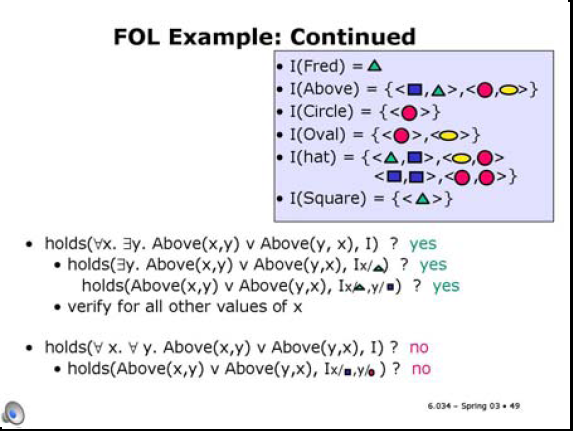 FOL Example: Continued
• I(Fred) =
• I(Above) = {< , >,< , >}
• I(Circle) = {< >}
• I(Oval) = {< >,< >}
• I(hat) = {< , >,< , >
< , >,< , >}
• I(Square) = {< >}
• holds(∀x. ∃y. Above(x,y) v Above(y, x), I) ? yes
• holds(∃y. Above(x,y) v Above(y,x), Ix/ ) ? yes
holds(Above(x,y) v Above(y,x), Ix/ ,y/ ) ? yes
• verify for all other values of x
• holds(∀ x. ∀ y. Above(x,y) v Above(y,x), I) ? no
• holds(Above(x,y) v Above(y,x), Ix/ ,y/ ) ? no
6.034 – Spring 03 • 49